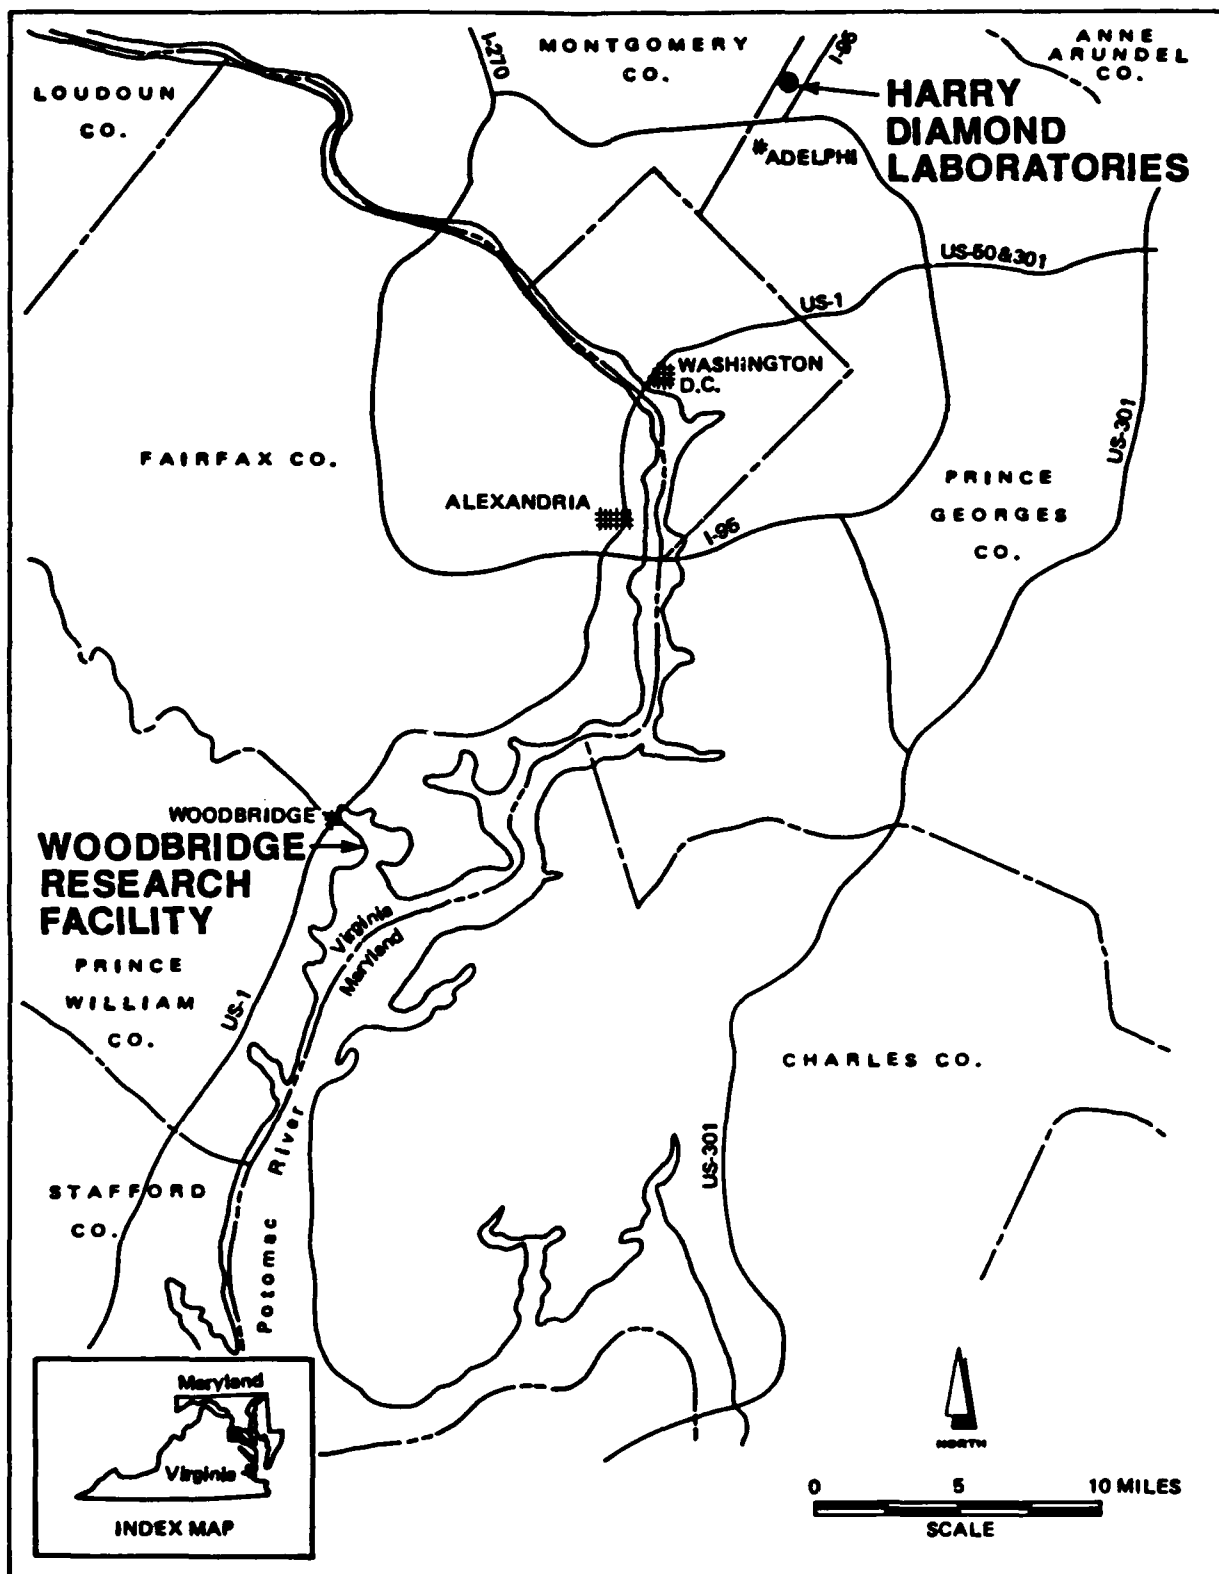 I-270
MONTGOMERY
CO.
I-95
ANNE
ARUNDEL
CO.
LOUDOUN
CO.
HARRY
DIAMOND
LABORATORIES
ADELPHI
US-50&301
US-1
WASHINGTON
D.C.
US-301
FAIRFAX CO.
PRINCE
GEORGES
CO.
ALEXANDRIA
I-95
WOODBRIDGE
WOODBRIDGE
RESEARCH
FACILITY
Virginia
Maryland
PRINCE
WILLIAM
CO.
US-1
CHARLES CO.
Potomac River
US-301
STAFFORD
CO.
Maryland
Virginia
INDEX MAP
NORTH
0 5 10 MILES
SCALE